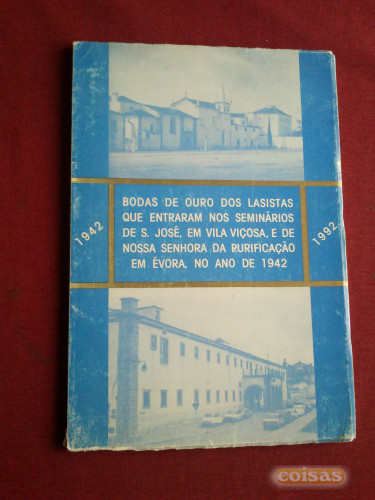 BODAS DE OURO DOS LASISTAS
QUE ENTRARAM NOS SEMINÁRIOS
DE S. JOSÉ, EM VILA VIÇOSA, E DE
NOSSA SENHORA DA PURIFICAÇÃO
EM ÉVORA, NO ANO DE 1942
1942
1992
coisas